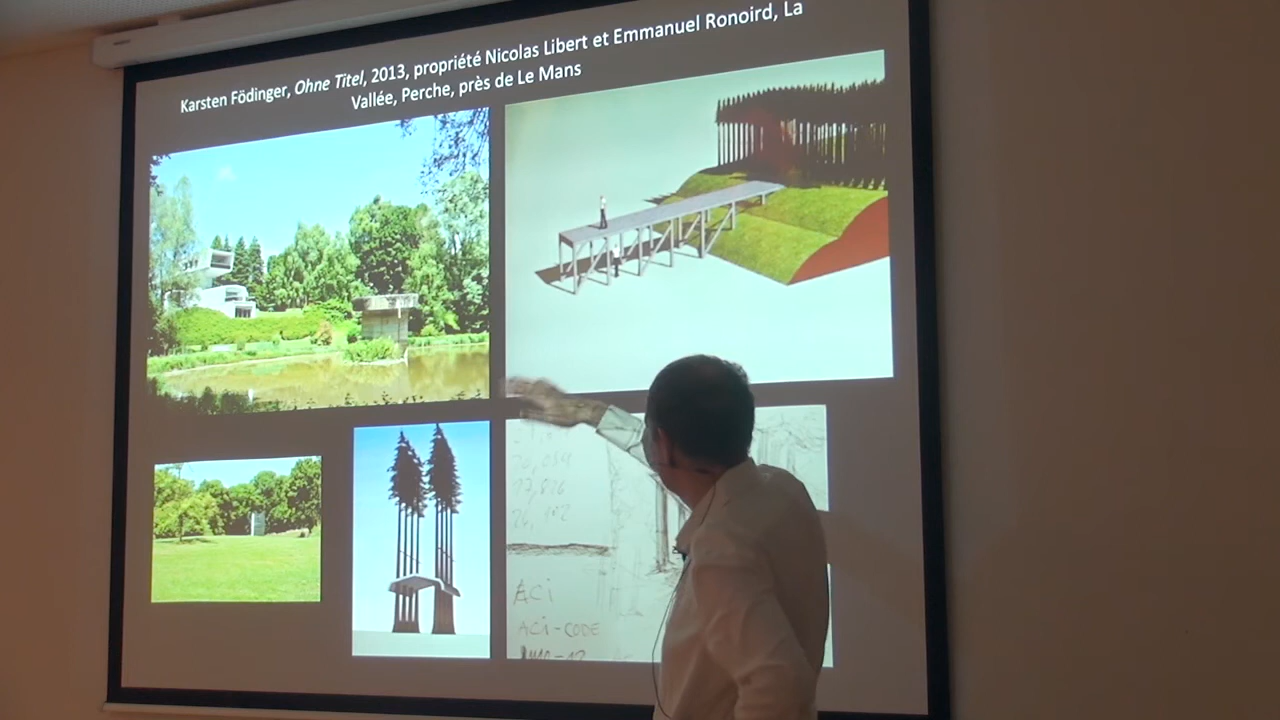 Karsten Födinger, Ohne Titel, 2013, propriété Nicolas Libert et Emmanuel Ronoird, La
Vallée, Perche, près de Le Mans
ACi
ACi-CODE